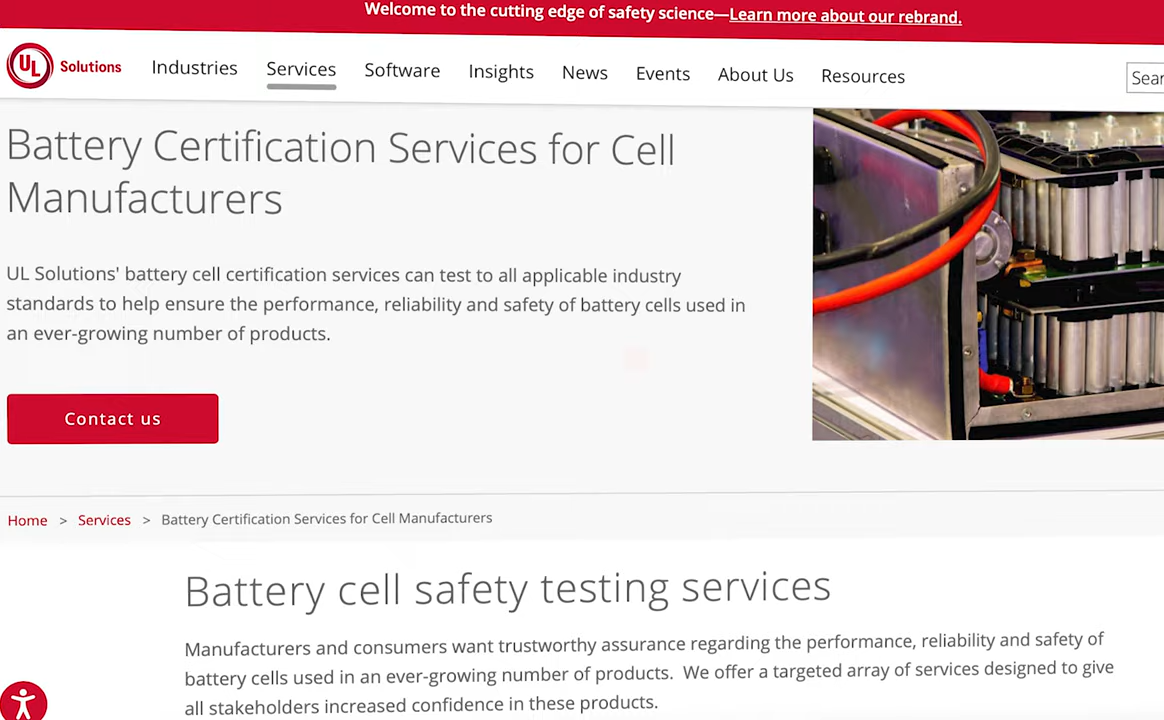 Welcome to the cutting edge of safety science—Learn more about our rebrand.
UL Solutions
Industries
Services
Software
Insights
News
Events
About Us
Resources
Battery Certification Services for Cell
Manufacturers
UL Solutions' battery cell certification services can test to all applicable industry
standards to help ensure the performance, reliability and safety of battery cells used in
an ever-growing number of products.
Contact us
Home > Services > Battery Certification Services for Cell Manufacturers
Battery cell safety testing services
Manufacturers and consumers want trustworthy assurance regarding the performance, reliability and safety of
battery cells used in an ever-growing number of products. We offer a targeted array of services designed to give
all stakeholders increased confidence in these products.